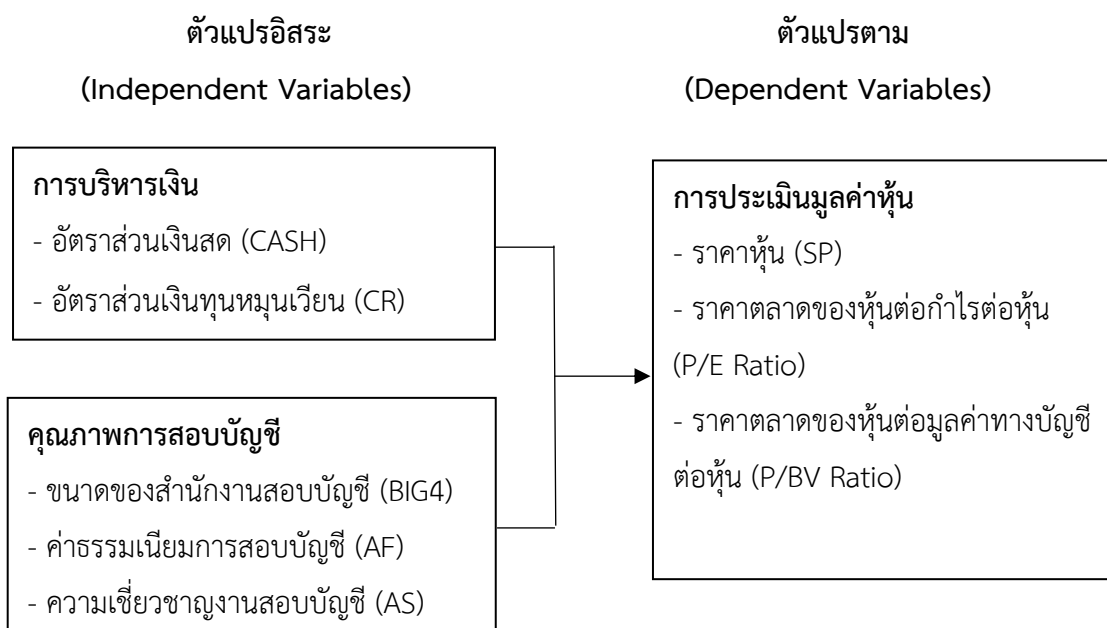 ตัวแปรอิสระ
(Independent Variables)
การบริหารเงิน
- อัตราส่วนเงินสด (CASH)
- อัตราส่วนเงินทุนหมุนเวียน (CR)
คุณภาพการสอบบัญชี
- ขนาดของสำนักงานสอบบัญชี (BIG4)
- ค่าธรรมเนียมการสอบบัญชี (AF)
- ความเชี่ยวชาญงานสอบบัญชี (AS)
ตัวแปรตาม
(Dependent Variables)
การประเมินมูลค่าหุ้น
- ราคาหุ้น (SP)
- ราคาตลาดของหุ้นต่อกำไรต่อหุ้น
(P/E Ratio)
- ราคาตลาดของหุ้นต่อมูลค่าทางบัญชี
ต่อหุ้น (P/BV Ratio)